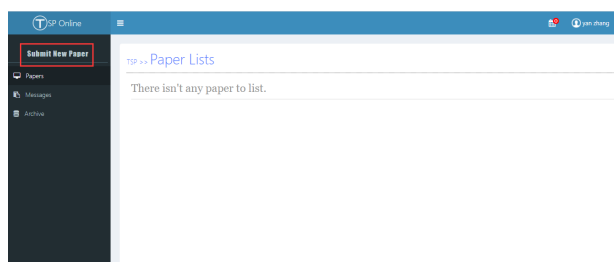 TSP Online
yan zhang
Submit New Paper
TSP >> Paper Lists
Papers
There isn't any paper to list.
Messages
Archive